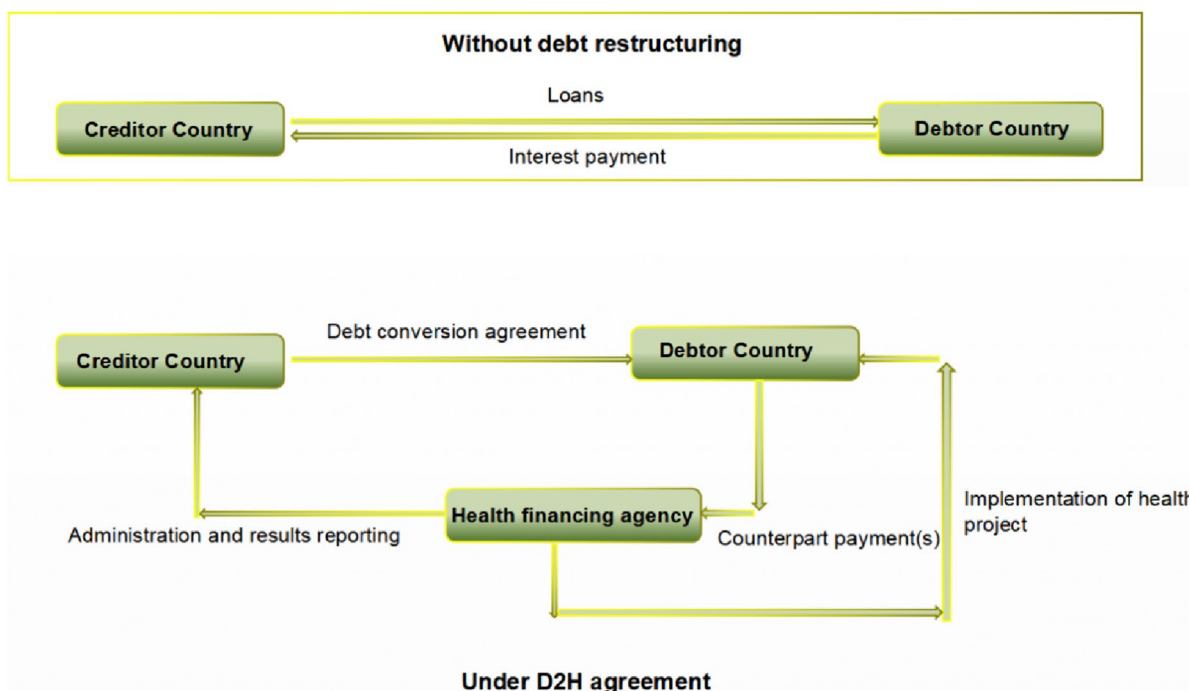 Without debt restructuring
Loans
Creditor Country
Debtor Country
Interest payment
Debt conversion agreement
Creditor Country
Debtor Country
Health financing agency
Administration and results reporting
Counterpart payment(s)
Implementation of health
project
Under D2H agreement